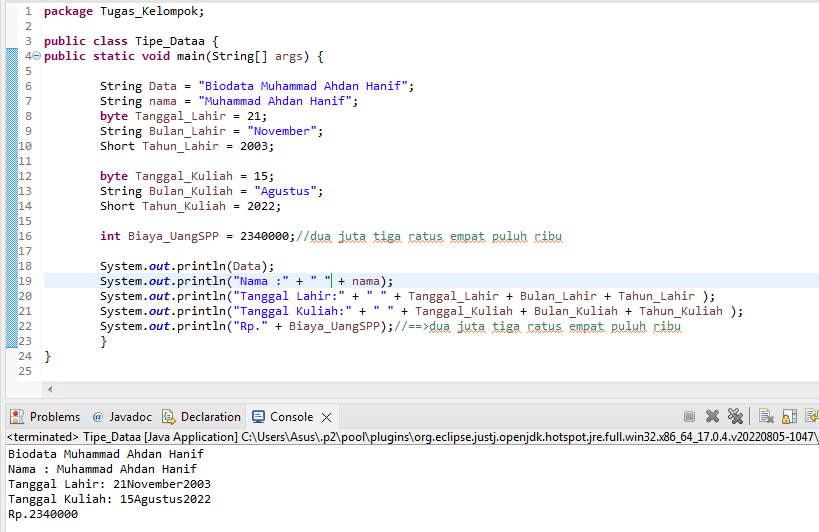 1 package Tugas_Kelompok;
2
3 public class Tipe_Dataa {
4 public static void main(String[] args) {
5
6 String Data = "Biodata Muhammad Ahdan Hanif";
7 String nama = "Muhammad Ahdan Hanif";
8 byte Tanggal_Lahir = 21;
9 String Bulan_Lahir = "November";
10 Short Tahun_Lahir = 2003;
11
12 byte Tanggal_Kuliah = 15;
13 String Bulan_Kuliah = "Agustus";
14 Short Tahun_Kuliah = 2022;
15
16 int Biaya_UangSPP = 2340000;//dua juta tiga ratus empat puluh ribu
17
18 System.out.println(Data);
19 System.out.println("Nama :" + " " + nama);
20 System.out.println("Tanggal Lahir:" + " " + Tanggal_Lahir + Bulan_Lahir + Tahun_Lahir );
21 System.out.println("Tanggal Kuliah:" + " " + Tanggal_Kuliah + Bulan_Kuliah + Tahun_Kuliah );
22 System.out.println("Rp." + Biaya_UangSPP);//==>dua juta tiga ratus empat puluh ribu
23 }
24 }
25
Problems @ Javadoc Declaration Console
<terminated> Tipe_Dataa [Java Application] C:\Users\Asus\.p2\pool\plugins\org.eclipse.justj.openjdk.hotspot.jre.full.win32.x86_64_17.0.4.v20220805-1047\
Biodata Muhammad Ahdan Hanif
Nama : Muhammad Ahdan Hanif
Tanggal Lahir: 21November2003
Tanggal Kuliah: 15Agustus2022
Rp.2340000